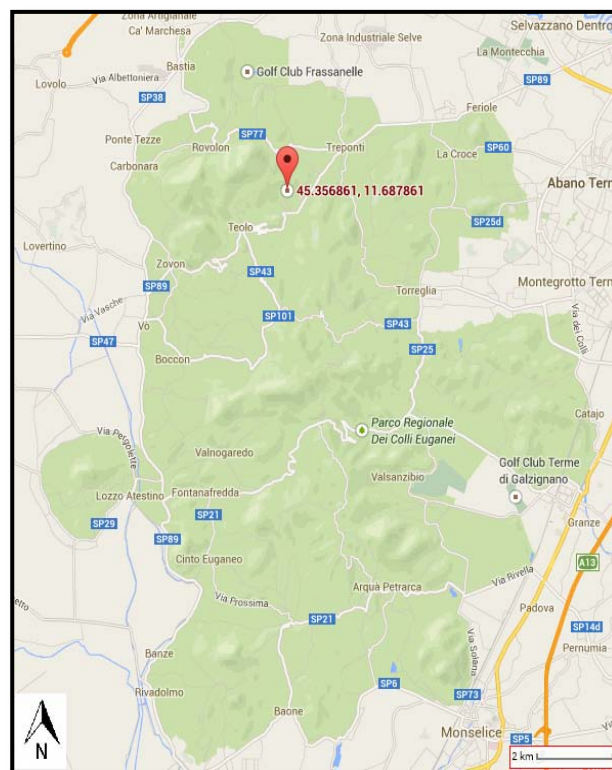 Zona Artigianale
Ca' Marchesa
Selvazzano Dentro
Zona Industriale Selve
Bastia
La Montecchia
Golf Club Frassanelle
Via Albettoniera
Lovolo
SP89
SP38
Feriole
Ponte Tezze
SP77
Rovolon
Treponti
SP60
La Croce
Carbonara
Abano Term
45.356861, 11.687861
Teolo
SP25d
Lovertino
Zovon
SP43
Montegrotto Term
SP89
Torreglia
Via Vasche
Vò
SP101
SP43
Via dei Colli
SP47
SP25
Boccon
Catajo
Parco Regionale
Dei Colli Euganei
Via Pergolette
Valnogaredo
Golf Club Terme
di Galzignano
Valsanzibio
Lozzo Atestino
Fontanafredda
SP29
SP21
Granze
SP89
Cinto Euganeo
A13
Via Rivella
Arquà Petrarca
etto
Via Prossima
Padova
SP21
SP14d
Via Solana
Pernumia
Banze
SP6
Rivadolmo
SP73
Baone
Monselice
SP5
Via
N
2 km